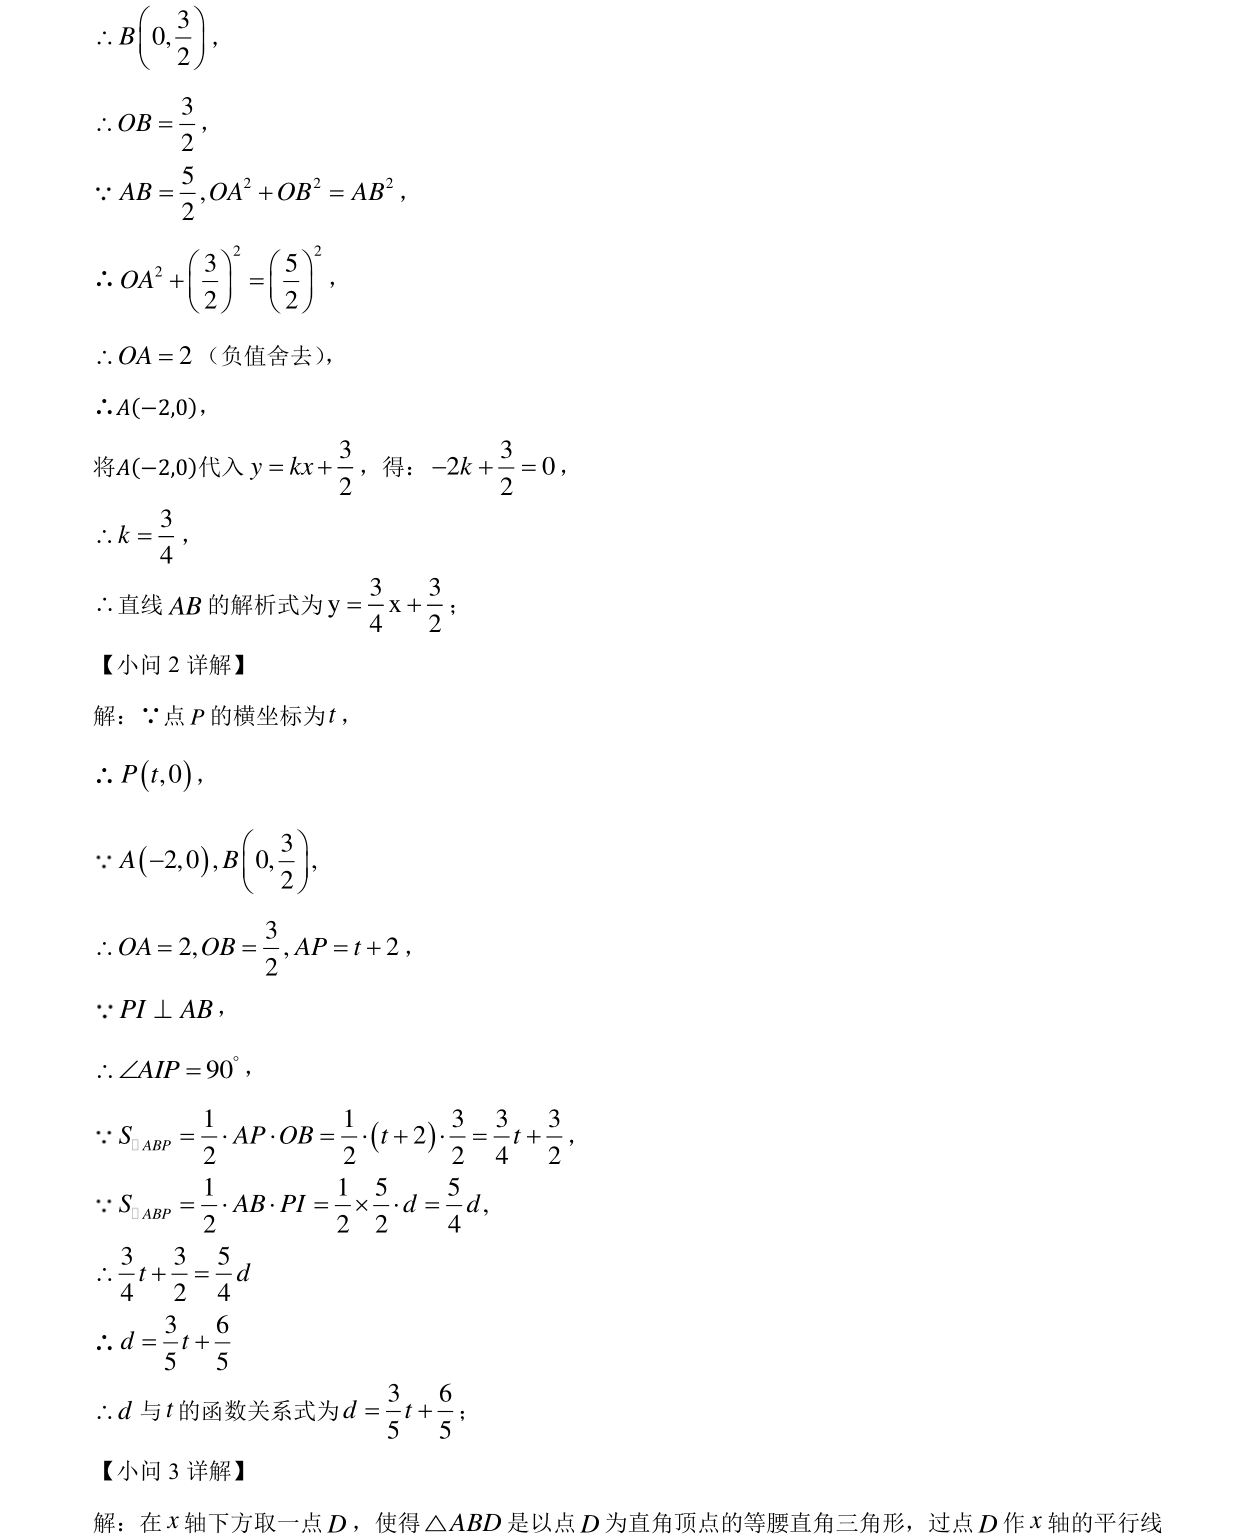 ∴B(0,3/2),
∴OB=3/2,
∵AB=5/2,OA²+OB²=AB²,
∴OA²+(3/2)²=(5/2)²,
∴OA=2（负值舍去），
∴A(−2,0)，
将A(−2,0)代入 y=kx+3/2，得：−2k+3/2=0，
∴k=3/4，
∴直线 AB 的解析式为 y=3/4x+3/2；
【小问 2 详解】
解：∵点 P 的横坐标为 t，
∴P(t,0)，
∵A(−2,0),B(0,3/2),
∴OA=2,OB=3/2,AP=t+2，
∵PI⊥AB，
∴∠AIP=90°，
∵S□ABP=1/2·AP·OB=1/2·(t+2)·3/2=3/4t+3/2，
∵S□ABP=1/2·AB·PI=1/2×5/2·d=5/4d,
∴3/4t+3/2=5/4d
∴d=3/5t+6/5
∴d 与 t 的函数关系式为 d=3/5t+6/5；
【小问 3 详解】
解：在 x 轴下方取一点 D，使得△ABD 是以点 D 为直角顶点的等腰直角三角形，过点 D 作 x 轴的平行线